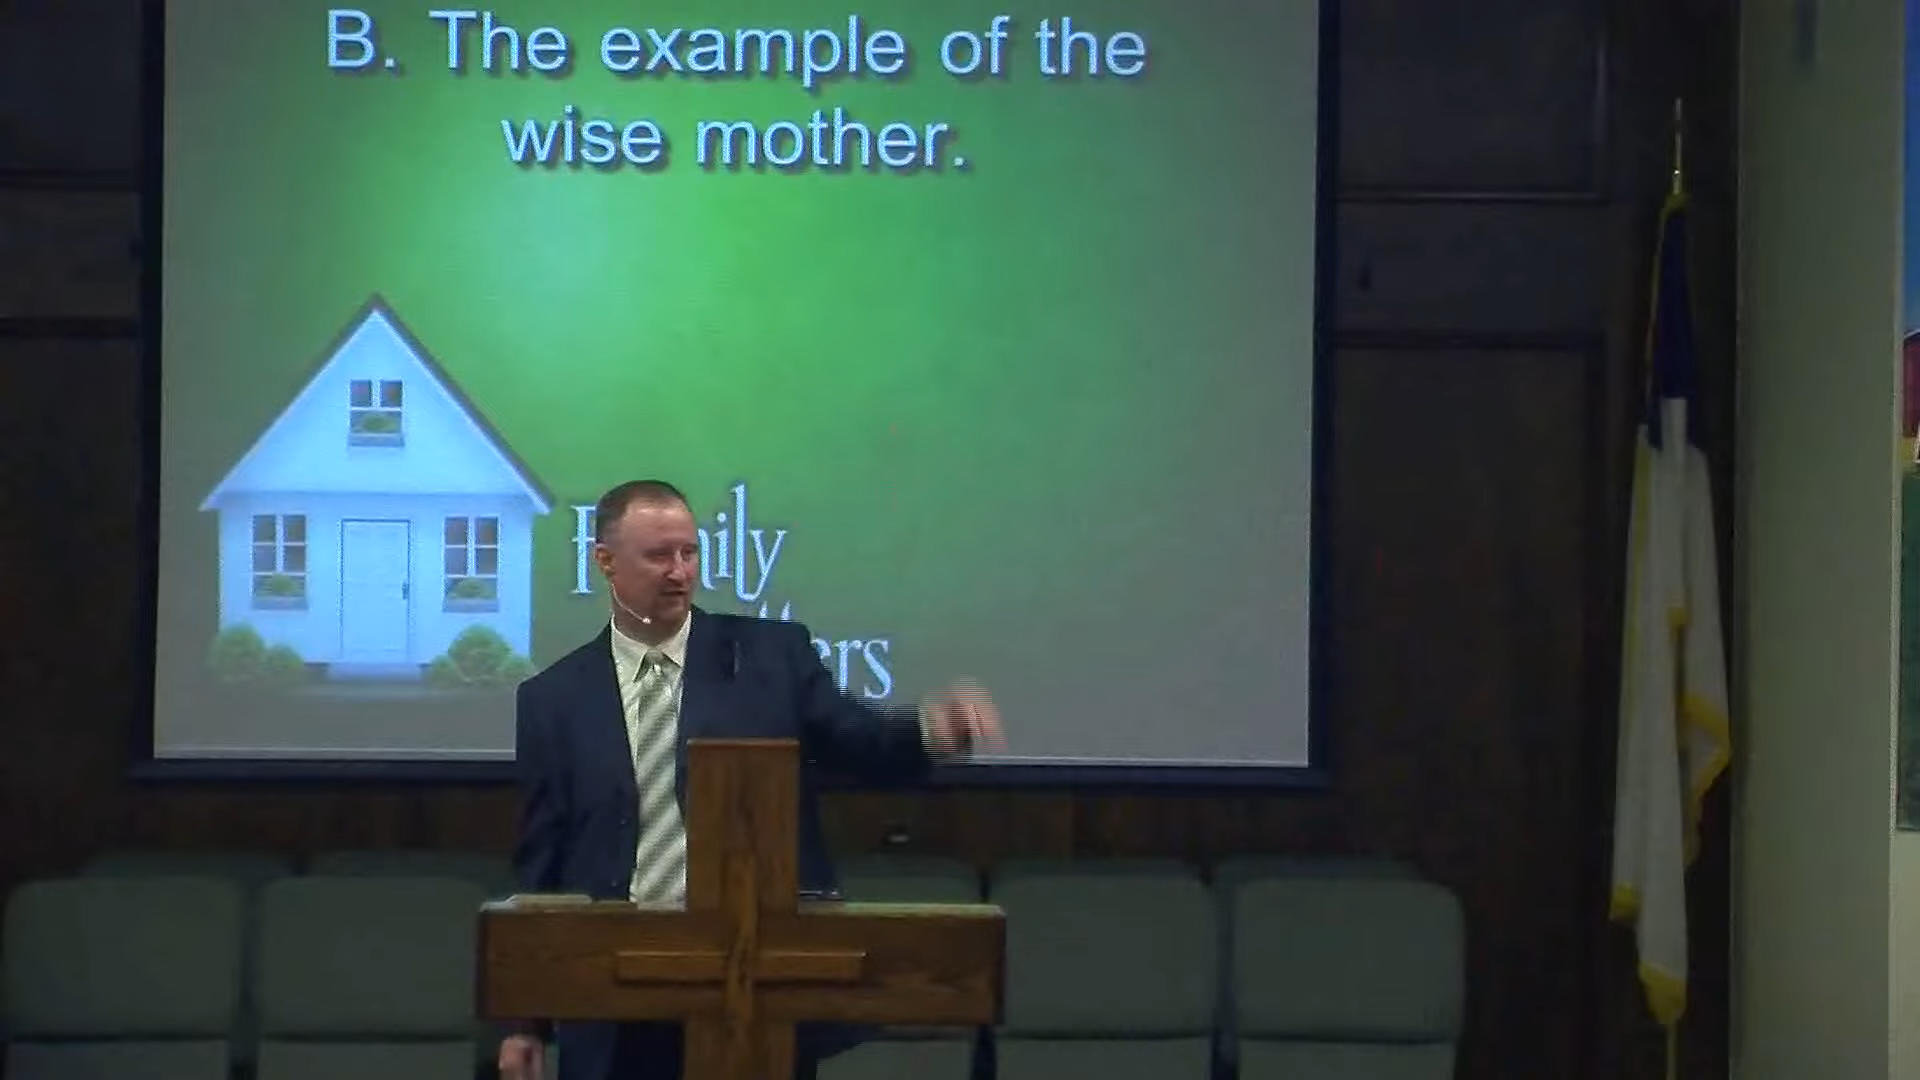 B. The example of the
wise mother.